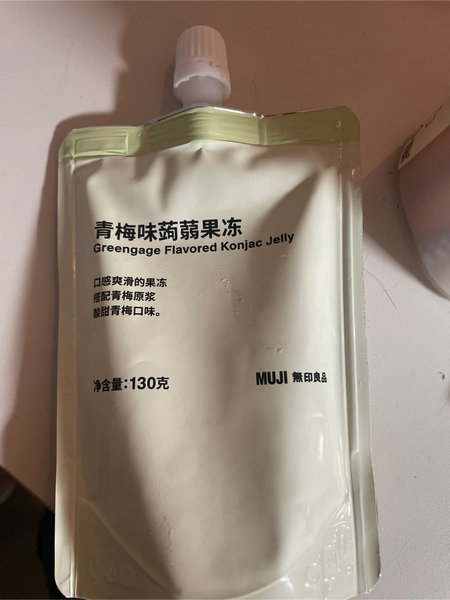 青梅味蒟蒻果冻
Greengage Flavored Konjac Jelly
口感爽滑的果冻
搭配青梅原浆
酸甜青梅口味。
净含量:130克
MUJI 無印良品